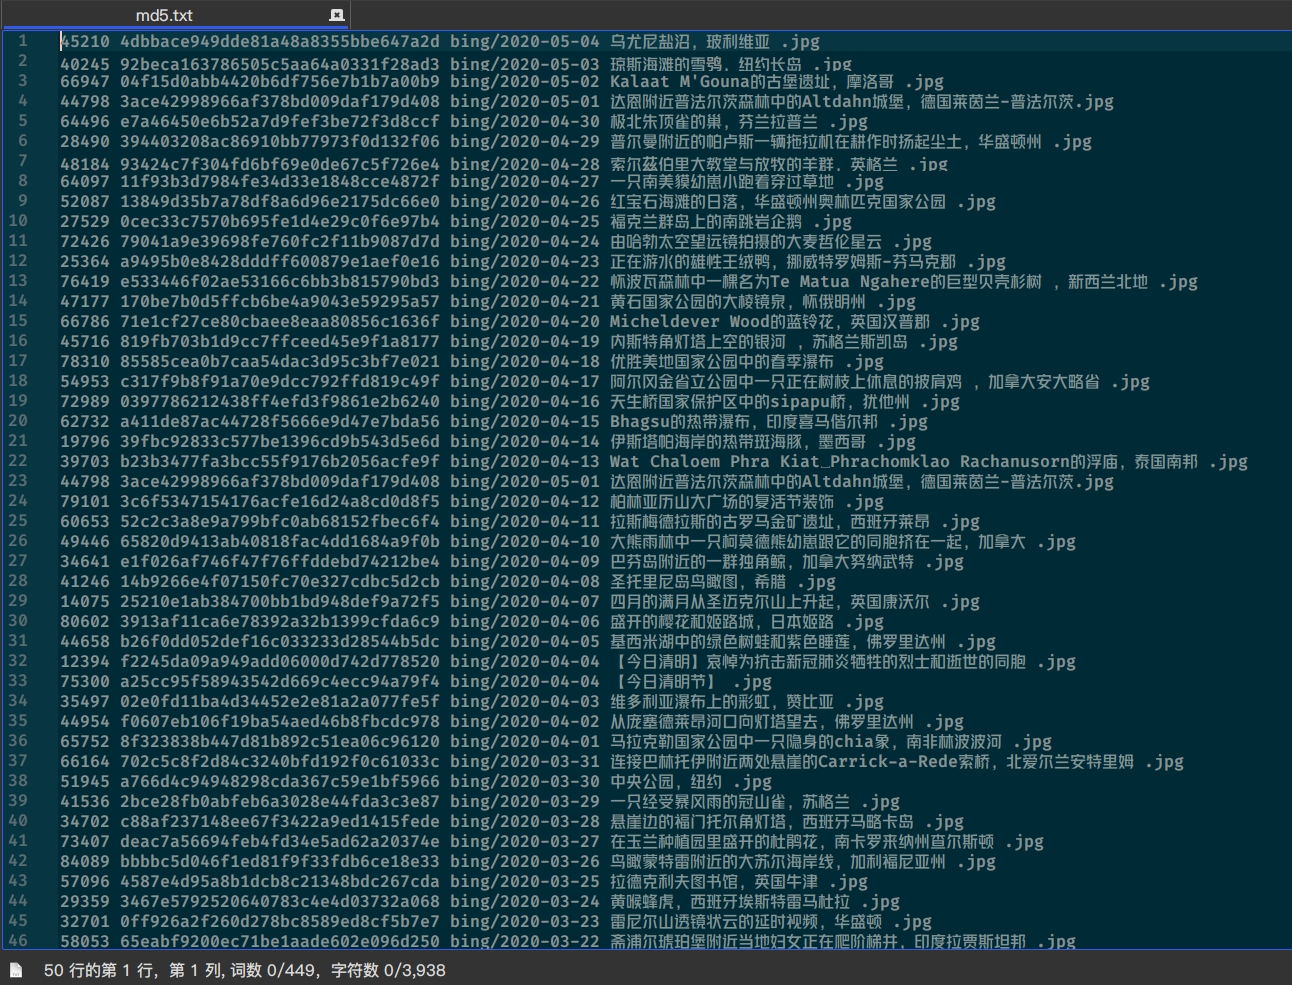 md5.txt
1 45210 4dbbace949dde81a48a8355bbe647a2d bing/2020-05-04 乌尤尼盐沼，玻利维亚 .jpg
2 40245 92beca163786505c5aa64a0331f28ad3 bing/2020-05-03 琼斯海滩的雪鸮，纽约长岛 .jpg
3 66947 04f15d0abb4420b6df756e7b1b7a00b9 bing/2020-05-02 Kalaat M'Gouna的古堡遗址，摩洛哥 .jpg
4 44798 3ace42998966af378bd009daf179d408 bing/2020-05-01 达恩附近普法尔茨森林中的Altdahn城堡，德国莱茵兰-普法尔茨.jpg
5 64496 e7a46450e6b52a7d9fef3be72f3d8ccf bing/2020-04-30 极北朱顶雀的巢，芬兰拉普兰 .jpg
6 28490 394403208ac86910bb77973f0d132f06 bing/2020-04-29 普尔曼附近的帕卢斯一辆拖拉机在耕作时扬起尘土，华盛顿州 .jpg
7 48184 93424c7f304fd6bf69e0de67c5f726e4 bing/2020-04-28 索尔兹伯里大教堂与放牧的羊群，英格兰 .jpg
8 64097 11f93b3d7984fe34d33e1848cce4872f bing/2020-04-27 一只南美貘幼崽小跑着穿过草地 .jpg
9 52087 13849d35b7a78df8a6d96e2175dc66e0 bing/2020-04-26 红宝石海滩的日落，华盛顿州奥林匹克国家公园 .jpg
10 27529 0cec33c7570b695fe1d4e29c0f6e97b4 bing/2020-04-25 福克兰群岛上的南跳岩企鹅 .jpg
11 72426 79041a9e39698fe760fc2f11b9087d7d bing/2020-04-24 由哈勃太空望远镜拍摄的大麦哲伦星云 .jpg
12 25364 a9495b0e8428dddff600879e1aef0e16 bing/2020-04-23 正在游水的雄性王绒鸭，挪威特罗姆斯-芬马克郡 .jpg
13 76419 e533446f02ae53166c6bb3b815790bd3 bing/2020-04-22 怀波瓦森林中一棵名为Te Matua Ngahere的巨型贝壳杉树 ，新西兰北地 .jpg
14 47177 170be7b0d5ffcb6be4a9043e59295a57 bing/2020-04-21 黄石国家公园的大棱镜泉，怀俄明州 .jpg
15 66786 71e1cf27ce80cbaee8eaa80856c1636f bing/2020-04-20 Micheldever Wood的蓝铃花，英国汉普郡 .jpg
16 45716 819fb703b1d9cc7ffceed45e9f1a8177 bing/2020-04-19 内斯特角灯塔上空的银河 ，苏格兰斯凯岛 .jpg
17 78310 85585cea0b7caa54dac3d95c3bf7e021 bing/2020-04-18 优胜美地国家公园中的春季瀑布 .jpg
18 54953 c317f9b8f91a70e9dcc792ffd819c49f bing/2020-04-17 阿尔冈金省立公园中一只正在树枝上休息的披肩鸡 ，加拿大安大略省 .jpg
19 72989 0397786212438ff4efd3f9861e2b6240 bing/2020-04-16 天生桥国家保护区中的sipapu桥，犹他州 .jpg
20 62732 a411de87ac44728f5666e9d47e7bda56 bing/2020-04-15 Bhagsu的热带瀑布，印度喜马偕尔邦 .jpg
21 19796 39fbc92833c577be1396cd9b543d5e6d bing/2020-04-14 伊斯塔帕海岸的热带斑海豚，墨西哥 .jpg
22 39703 b23b3477fa3bcc55f9176b2056acfe9f bing/2020-04-13 Wat Chaloem Phra Kiat_Phrachomklao Rachanusorn的浮庙，泰国南邦 .jpg
23 44798 3ace42998966af378bd009daf179d408 bing/2020-05-01 达恩附近普法尔茨森林中的Altdahn城堡，德国莱茵兰-普法尔茨.jpg
24 79101 3c6f5347154176acfe16d24a8cd0d8f5 bing/2020-04-12 柏林亚历山大广场的复活节装饰 .jpg
25 60653 52c2c3a8e9a799bfc0ab68152fbec6f4 bing/2020-04-11 拉斯梅德拉斯的古罗马金矿遗址，西班牙莱昂 .jpg
26 49446 65820d9413ab40818fac4dd1684a9f0b bing/2020-04-10 大熊雨林中一只柯莫德熊幼崽跟它的同胞挤在一起，加拿大 .jpg
27 34641 e1f026af746f47f76ffddebd74212be4 bing/2020-04-09 巴芬岛附近的一群独角鲸，加拿大努纳武特 .jpg
28 41246 14b9266e4f07150fc70e327cdbc5d2cb bing/2020-04-08 圣托里尼岛鸟瞰图，希腊 .jpg
29 14075 25210e1ab384700bb1bd948def9a72f5 bing/2020-04-07 四月的满月从圣迈克尔山上升起，英国康沃尔 .jpg
30 80602 3913af11ca6e78392a32b1399cfda6c9 bing/2020-04-06 盛开的樱花和姬路城，日本姬路 .jpg
31 44658 b26f0dd052def16c033233d28544b5dc bing/2020-04-05 基西米湖中的绿色树蛙和紫色睡莲，佛罗里达州 .jpg
32 12394 f2245da09a949add06000d742d778520 bing/2020-04-04 【今日清明】哀悼为抗击新冠肺炎牺牲的烈士和逝世的同胞 .jpg
33 75300 a25cc95f58943542d669c4ecc94a79f4 bing/2020-04-04 【今日清明节】 .jpg
34 35497 02e0fd11ba4d34452e2e81a2a077fe5f bing/2020-04-03 维多利亚瀑布上的彩虹，赞比亚 .jpg
35 44954 f0607eb106f19ba54aed46b8fbcdc978 bing/2020-04-02 从庞塞德莱昂河口向灯塔望去，佛罗里达州 .jpg
36 65752 8f323838b447d81b892c51ea06c96120 bing/2020-04-01 马拉克勒国家公园中一只隐身的chia象，南非林波波河 .jpg
37 66164 702c5c8f2d84c3240bfd192f0c61033c bing/2020-03-31 连接巴林托伊附近两处悬崖的Carrick-a-Rede索桥，北爱尔兰安特里姆 .jpg
38 51945 a766d4c94948298cda367c59e1bf5966 bing/2020-03-30 中央公园，纽约 .jpg
39 41536 2bce28fb0abfeb6a3028e44fda3c3e87 bing/2020-03-29 一只经受暴风雨的冠山雀，苏格兰 .jpg
40 34702 c88af237148ee67f3422a9ed1415fede bing/2020-03-28 悬崖边的福门托尔角灯塔，西班牙马略卡岛 .jpg
41 73407 deac7a56694feb4fd34e5ad62a20374e bing/2020-03-27 在玉兰种植园里盛开的杜鹃花，南卡罗来纳州查尔斯顿 .jpg
42 84089 bbbbc5d046f1ed81f9f33fdb6ce18e33 bing/2020-03-26 鸟瞰蒙特雷附近的大苏尔海岸线，加利福尼亚州 .jpg
43 57096 4587e4d95a8b1dcb8c21348bdc267cda bing/2020-03-25 拉德克利夫图书馆，英国牛津 .jpg
44 29359 3467e5792520640783c4e4d03732a068 bing/2020-03-24 黄喉蜂虎，西班牙埃斯特雷马杜拉 .jpg
45 32701 0ff926a2f260d278bc8589ed8cf5b7e7 bing/2020-03-23 雷尼尔山透镜状云的延时视频，华盛顿 .jpg
46 58053 65eabf9200ec71be1aade602e096d250 bing/2020-03-22 斋浦尔琥珀堡附近当地妇女正在爬阶梯井，印度拉贾斯坦邦 .jpg
50 行的第 1 行，第 1 列, 词数 0/449，字符数 0/3,938